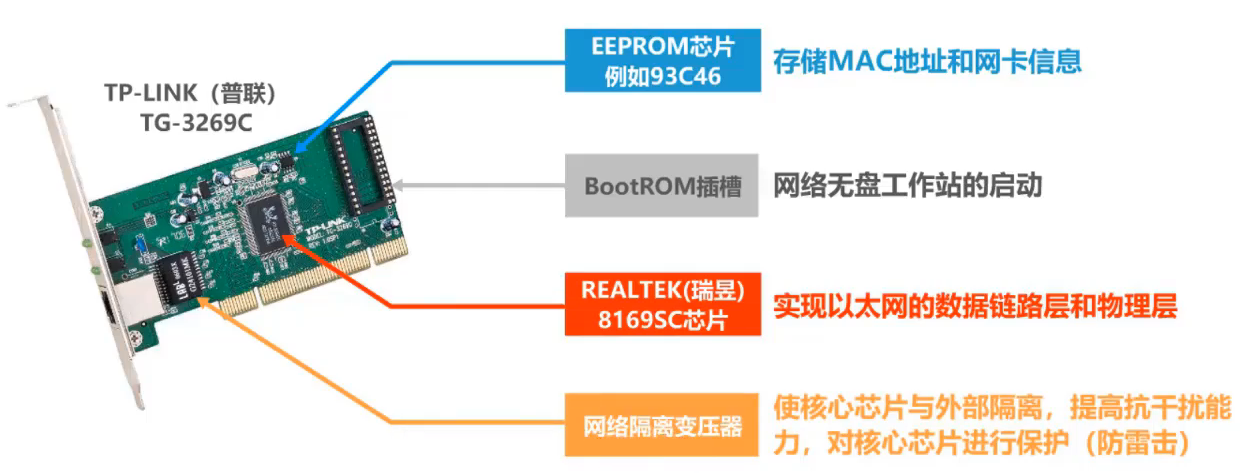 TP-LINK（普联）
TG-3269C
EEPROM芯片
例如93C46
存储MAC地址和网卡信息
BootROM插槽
网络无盘工作站的启动
REALTEK(瑞昱)
8169SC芯片
实现以太网的数据链路层和物理层
网络隔离变压器
使核心芯片与外部隔离，提高抗干扰能
力，对核心芯片进行保护（防雷击）
TP-LINK